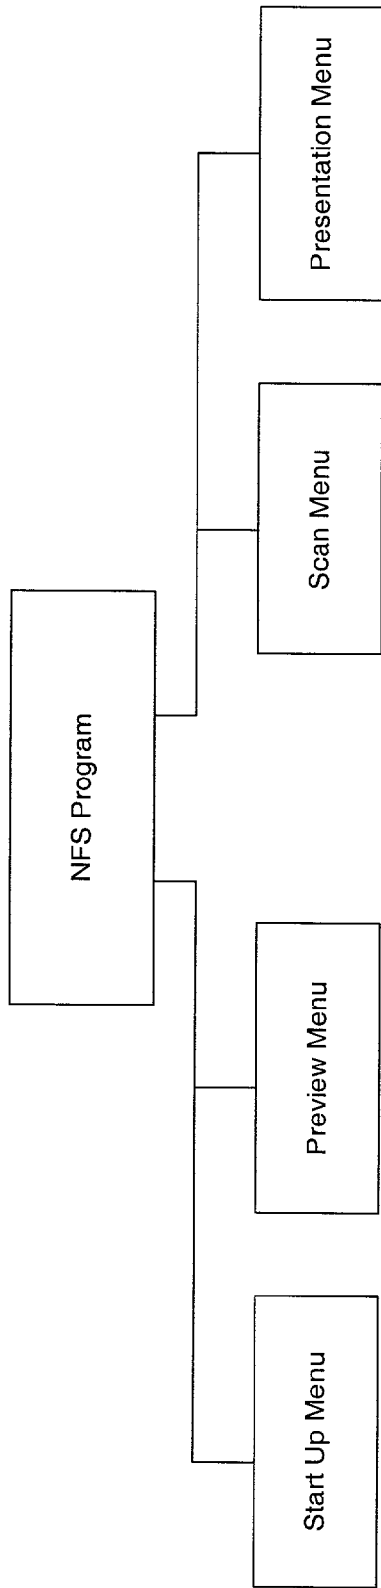 NFS Program
Start Up Menu
Preview Menu
Scan Menu
Presentation Menu